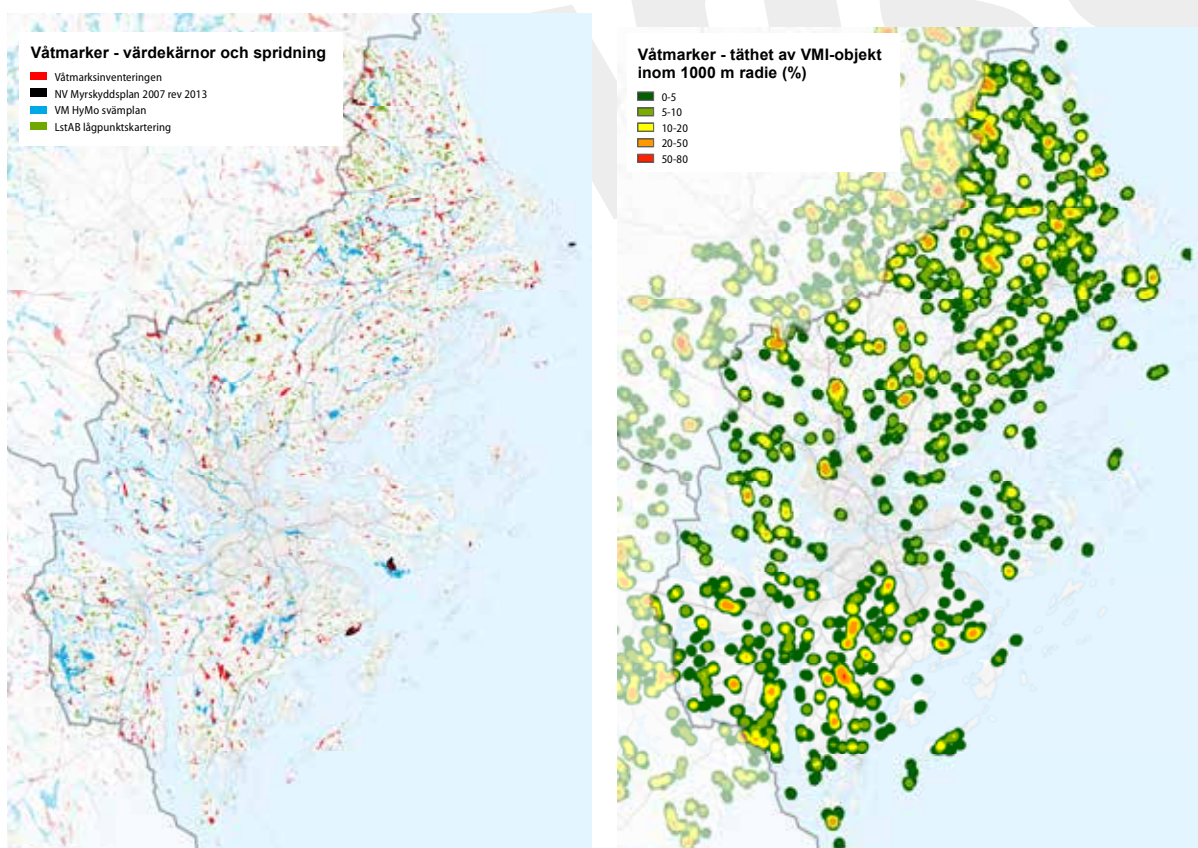 Våtmarker - värdekärnor och spridning
Våtmarksinventeringen
NV Myrskyddsplan 2007 rev 2013
VM HyMo svämplan
LstAB lågpunktskartering
Våtmarker - täthet av VMI-objekt
inom 1000 m radie (%)
0-5
5-10
10-20
20-50
50-80